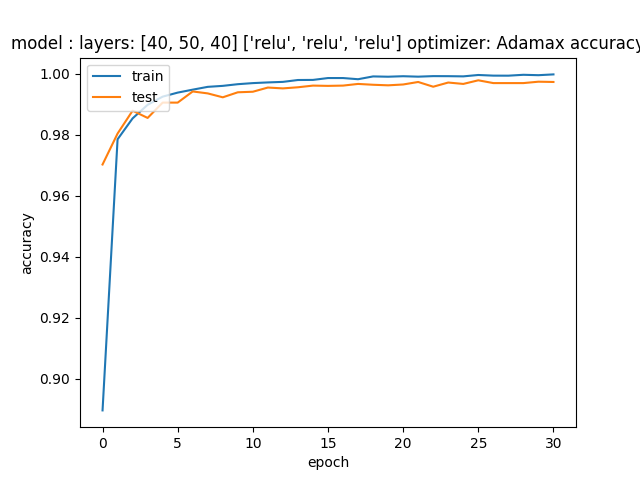 model : layers: [40, 50, 40] ['relu', 'relu', 'relu'] optimizer: Adamax accuracy
train
test
1.00
0.98
0.96
0.94
0.92
0.90
accuracy
0 5 10 15 20 25 30
epoch